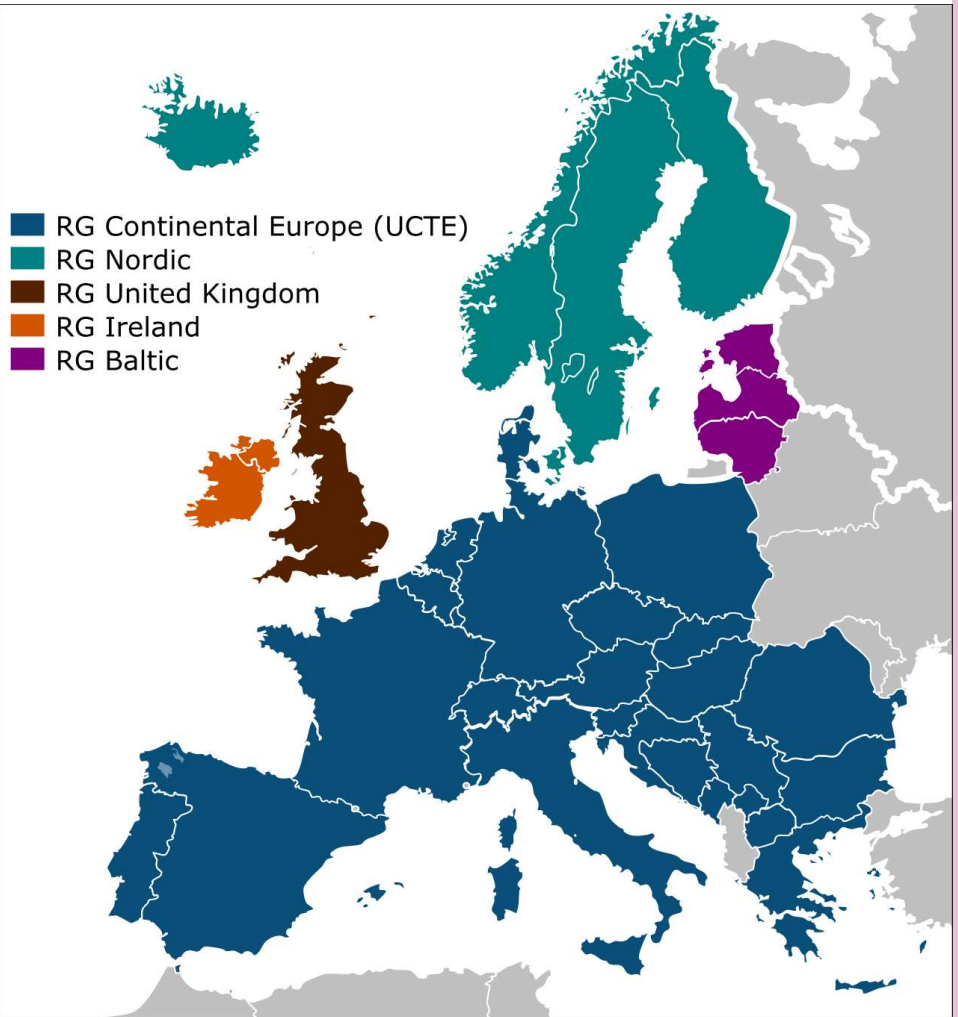 RG Continental Europe (UCTE)
RG Nordic
RG United Kingdom
RG Ireland
RG Baltic